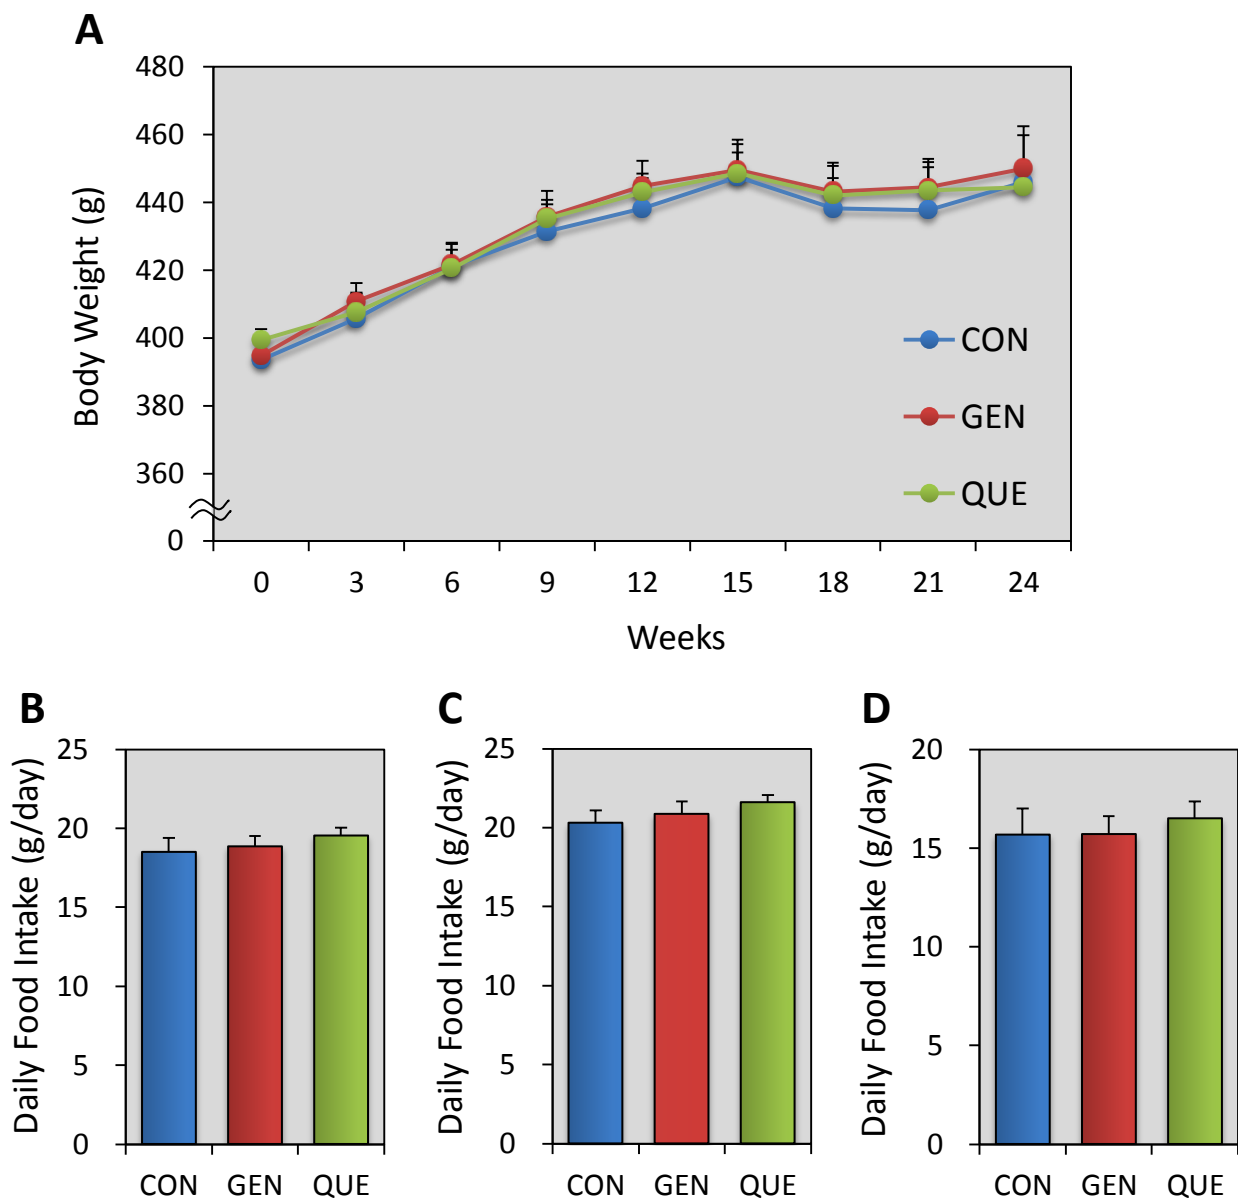 A
Body Weight (g)
480
460
440
420
400
380
360
0
CON
GEN
QUE
0 3 6 9 12 15 18 21 24
Weeks
B
Daily Food Intake (g/day)
25
20
15
10
5
0
CON GEN QUE
C
Daily Food Intake (g/day)
25
20
15
10
5
0
CON GEN QUE
D
Daily Food Intake (g/day)
20
15
10
5
0
CON GEN QUE